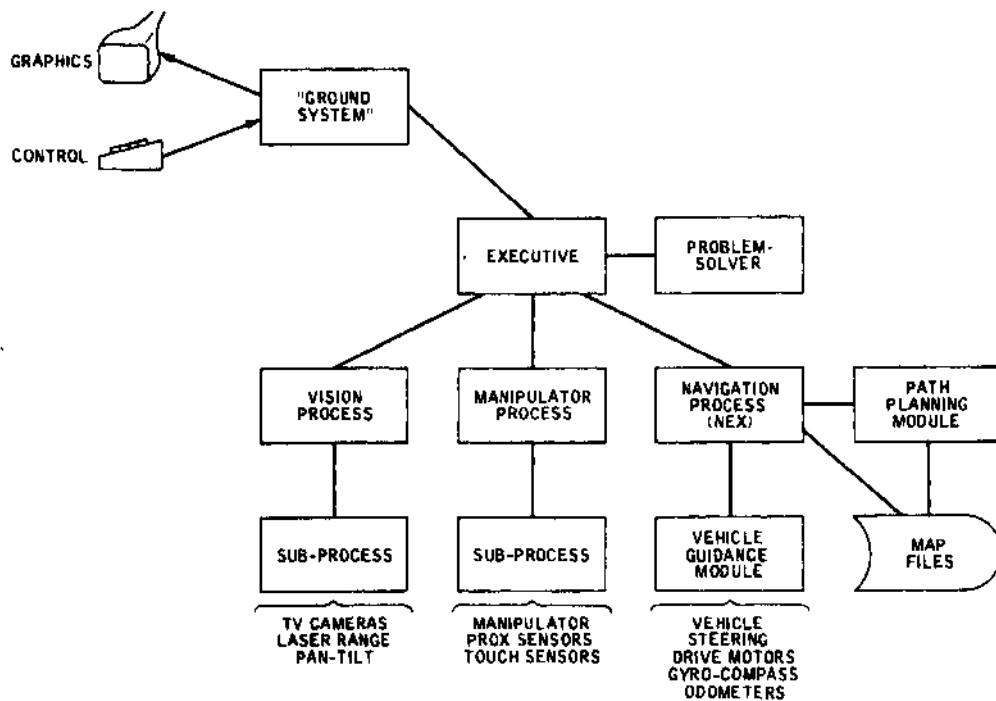 GRAPHICS
"GROUND
SYSTEM"
CONTROL
EXECUTIVE
PROBLEM-
SOLVER
VISION
PROCESS
MANIPULATOR
PROCESS
NAVIGATION
PROCESS
(NEX)
PATH
PLANNING
MODULE
SUB-PROCESS
SUB-PROCESS
VEHICLE
GUIDANCE
MODULE
MAP
FILES
TV CAMERAS
LASER RANGE
PAN-TILT
MANIPULATOR
PROX SENSORS
TOUCH SENSORS
VEHICLE
STEERING
DRIVE MOTORS
GYRO-COMPASS
ODOMETERS